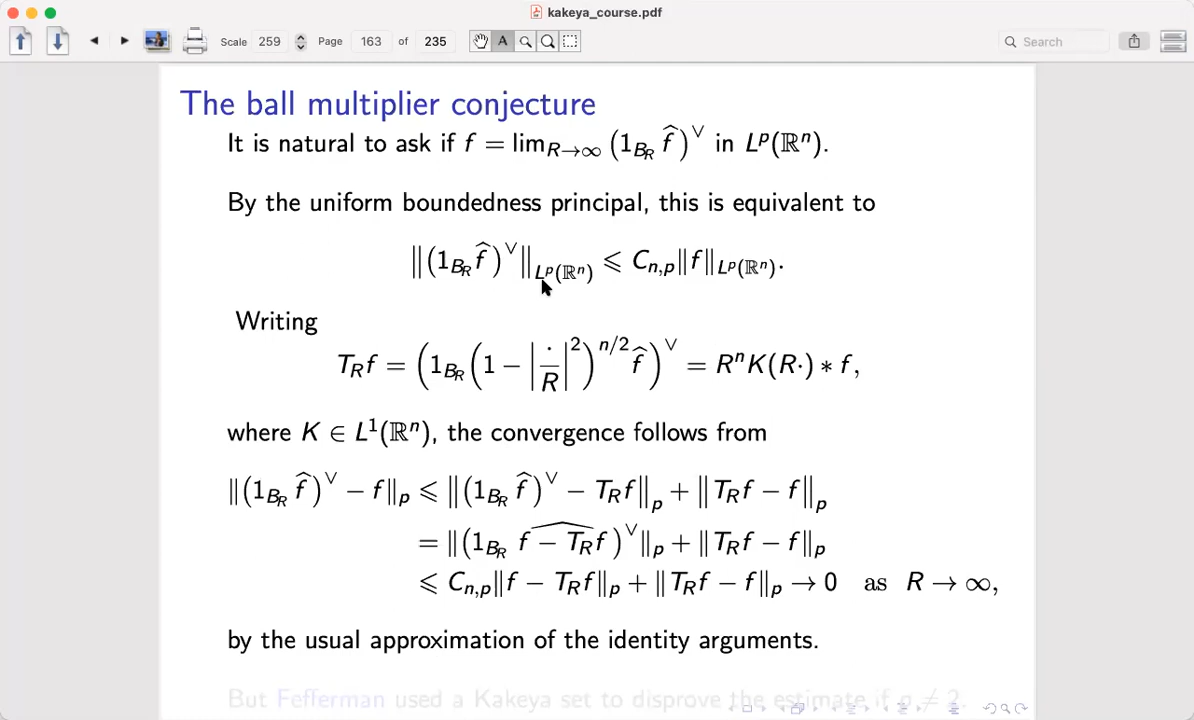 kakeya_course.pdf
Scale 259 Page 163 of 235 A Search
The ball multiplier conjecture
It is natural to ask if f = lim_{R→∞} (1_{B_R} f̂)^∨ in L^p(ℝ^n).
By the uniform boundedness principal, this is equivalent to
‖(1_{B_R} f̂)^∨‖_{L^p(ℝ^n)} ⩽ C_{n,p}‖f‖_{L^p(ℝ^n)}.
Writing
T_R f = (1_{B_R}(1 − |·/R|^2)^{n/2} f̂)^∨ = R^n K(R·) ∗ f,
where K ∈ L^1(ℝ^n), the convergence follows from
‖(1_{B_R} f̂)^∨ − f‖_p ⩽ ‖(1_{B_R} f̂)^∨ − T_R f‖_p + ‖T_R f − f‖_p
= ‖(1_{B_R} \widehat{f − T_R f})^∨‖_p + ‖T_R f − f‖_p
⩽ C_{n,p}‖f − T_R f‖_p + ‖T_R f − f‖_p → 0 as R → ∞,
by the usual approximation of the identity arguments.
But Fefferman used a Kakeya set to disprove the estimate if q ≠ 2.